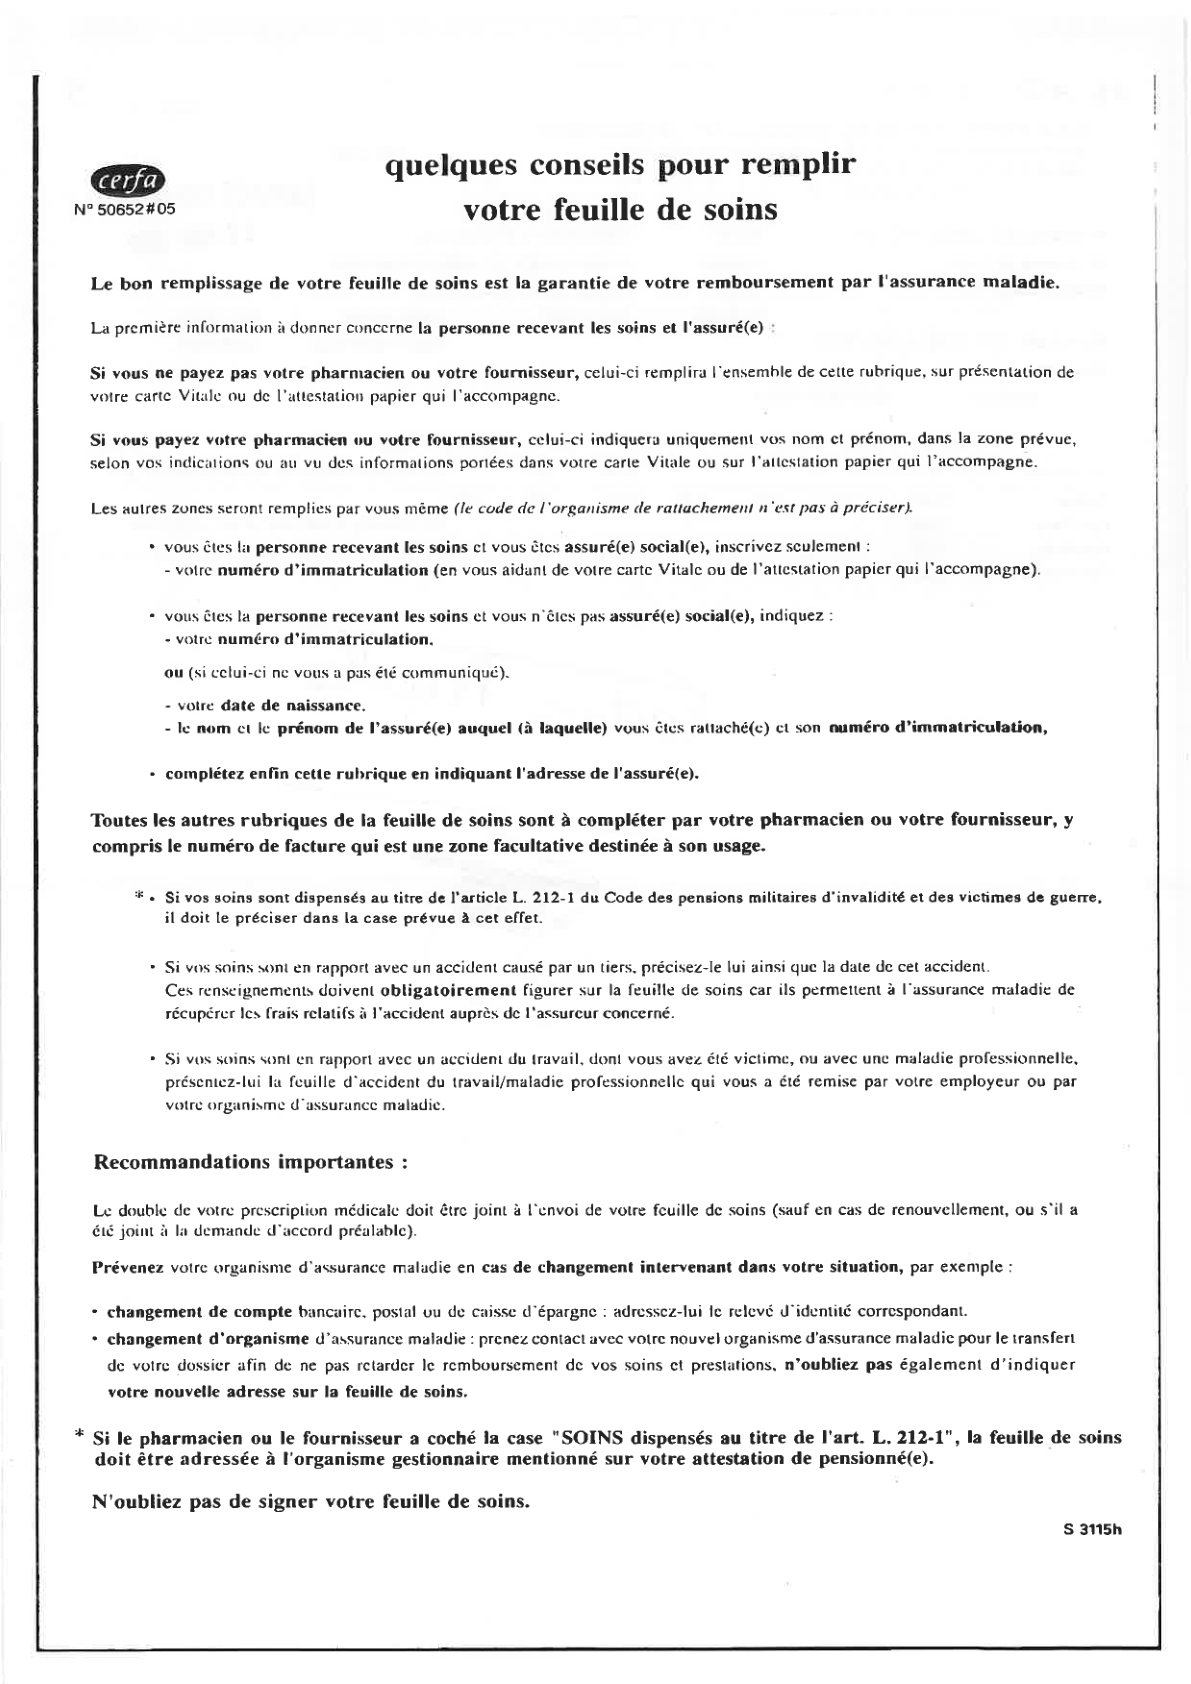 cerfa
N° 50652#05
quelques conseils pour remplir
votre feuille de soins
Le bon remplissage de votre feuille de soins est la garantie de votre remboursement par l'assurance maladie.
La première information à donner concerne la personne recevant les soins et l'assuré(e) :
Si vous ne payez pas votre pharmacien ou votre fournisseur, celui-ci remplira l'ensemble de cette rubrique, sur présentation de
votre carte Vitale ou de l'attestation papier qui l'accompagne.
Si vous payez votre pharmacien ou votre fournisseur, celui-ci indiquera uniquement vos nom et prénom, dans la zone prévue,
selon vos indications ou au vu des informations portées dans votre carte Vitale ou sur l'attestation papier qui l'accompagne.
Les autres zones seront remplies par vous même (le code de l'organisme de rattachement n'est pas à préciser).
• vous êtes la personne recevant les soins et vous êtes assuré(e) social(e), inscrivez seulement :
- votre numéro d'immatriculation (en vous aidant de votre carte Vitale ou de l'attestation papier qui l'accompagne).
• vous êtes la personne recevant les soins et vous n'êtes pas assuré(e) social(e), indiquez :
- votre numéro d'immatriculation.
ou (si celui-ci ne vous a pas été communiqué).
- votre date de naissance.
- le nom et le prénom de l'assuré(e) auquel (à laquelle) vous êtes rattaché(e) et son numéro d'immatriculation,
• complétez enfin cette rubrique en indiquant l'adresse de l'assuré(e).
Toutes les autres rubriques de la feuille de soins sont à compléter par votre pharmacien ou votre fournisseur, y
compris le numéro de facture qui est une zone facultative destinée à son usage.
* • Si vos soins sont dispensés au titre de l'article L. 212-1 du Code des pensions militaires d'invalidité et des victimes de guerre,
il doit le préciser dans la case prévue à cet effet.
• Si vos soins sont en rapport avec un accident causé par un tiers, précisez-le lui ainsi que la date de cet accident.
Ces renseignements doivent obligatoirement figurer sur la feuille de soins car ils permettent à l'assurance maladie de
récupérer les frais relatifs à l'accident auprès de l'assureur concerné.
• Si vos soins sont en rapport avec un accident du travail, dont vous avez été victime, ou avec une maladie professionnelle,
présentez-lui la feuille d'accident du travail/maladie professionnelle qui vous a été remise par votre employeur ou par
votre organisme d'assurance maladie.
Recommandations importantes :
Le double de votre prescription médicale doit être joint à l'envoi de votre feuille de soins (sauf en cas de renouvellement, ou s'il a
été joint à la demande d'accord préalable).
Prévenez votre organisme d'assurance maladie en cas de changement intervenant dans votre situation, par exemple :
• changement de compte bancaire, postal ou de caisse d'épargne : adressez-lui le relevé d'identité correspondant.
• changement d'organisme d'assurance maladie : prenez contact avec votre nouvel organisme d'assurance maladie pour le transfert
de votre dossier afin de ne pas retarder le remboursement de vos soins et prestations, n'oubliez pas également d'indiquer
votre nouvelle adresse sur la feuille de soins.
* Si le pharmacien ou le fournisseur a coché la case "SOINS dispensés au titre de l'art. L. 212-1", la feuille de soins
doit être adressée à l'organisme gestionnaire mentionné sur votre attestation de pensionné(e).
N'oubliez pas de signer votre feuille de soins.
S 3115h